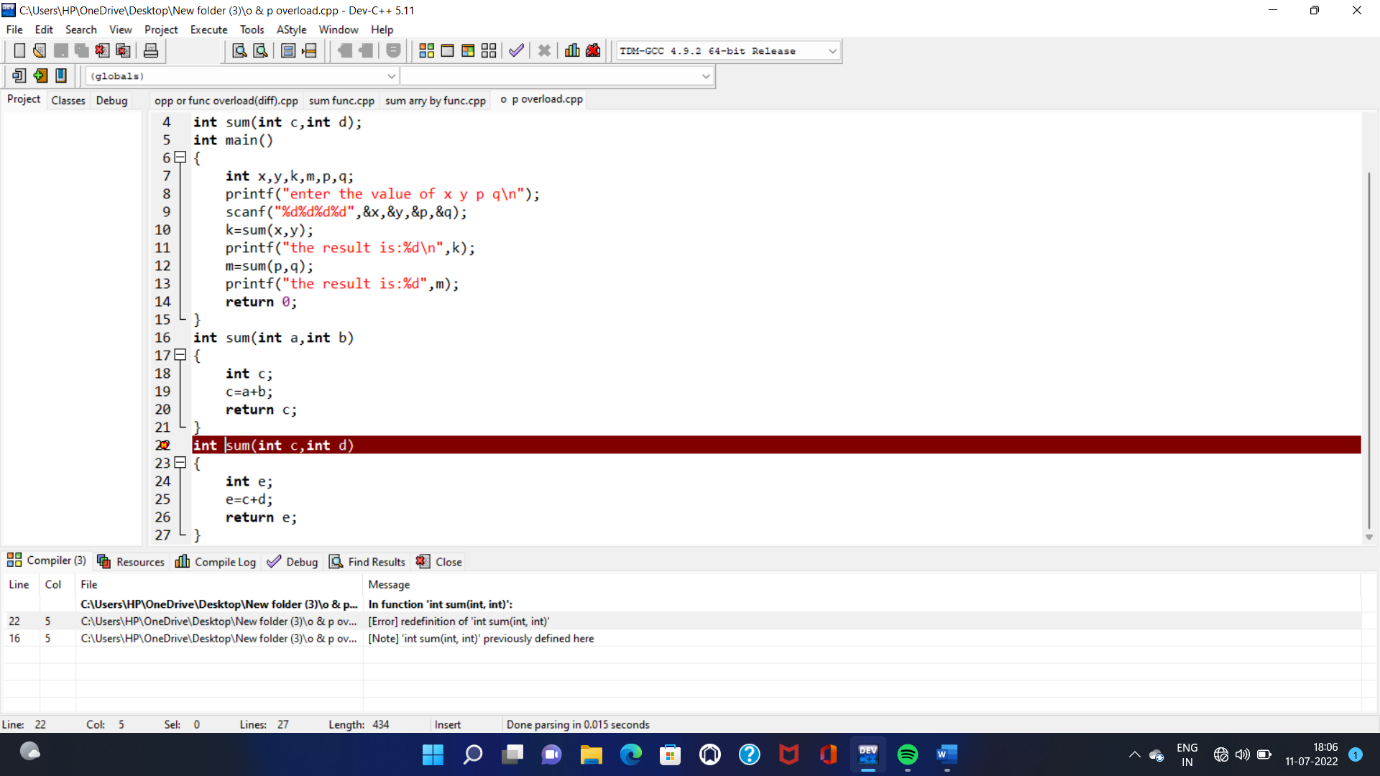 C:\Users\HP\OneDrive\Desktop\New folder (3)\o & p overload.cpp - Dev-C++ 5.11
File Edit Search View Project Execute Tools AStyle Window Help
TDM-GCC 4.9.2 64-bit Release
(globals)
Project Classes Debug opp or func overload(diff).cpp sum func.cpp sum arry by func.cpp o p overload.cpp
4 int sum(int c,int d);
5 int main()
6 {
7 int x,y,k,m,p,q;
8 printf("enter the value of x y p q\n");
9 scanf("%d%d%d%d",&x,&y,&p,&q);
10 k=sum(x,y);
11 printf("the result is:%d\n",k);
12 m=sum(p,q);
13 printf("the result is:%d",m);
14 return 0;
15 }
16 int sum(int a,int b)
17 {
18 int c;
19 c=a+b;
20 return c;
21 }
22 int sum(int c,int d)
23 {
24 int e;
25 e=c+d;
26 return e;
27 }
Compiler (3) Resources Compile Log Debug Find Results Close
Line Col File Message
C:\Users\HP\OneDrive\Desktop\New folder (3)\o & p... In function 'int sum(int, int)':
22 5 C:\Users\HP\OneDrive\Desktop\New folder (3)\o & p ov... [Error] redefinition of 'int sum(int, int)'
16 5 C:\Users\HP\OneDrive\Desktop\New folder (3)\o & p ov... [Note] 'int sum(int, int)' previously defined here
Line: 22 Col: 5 Sel: 0 Lines: 27 Length: 434 Insert Done parsing in 0.015 seconds
DEV
W
ENG
IN
18:06
11-07-2022
1